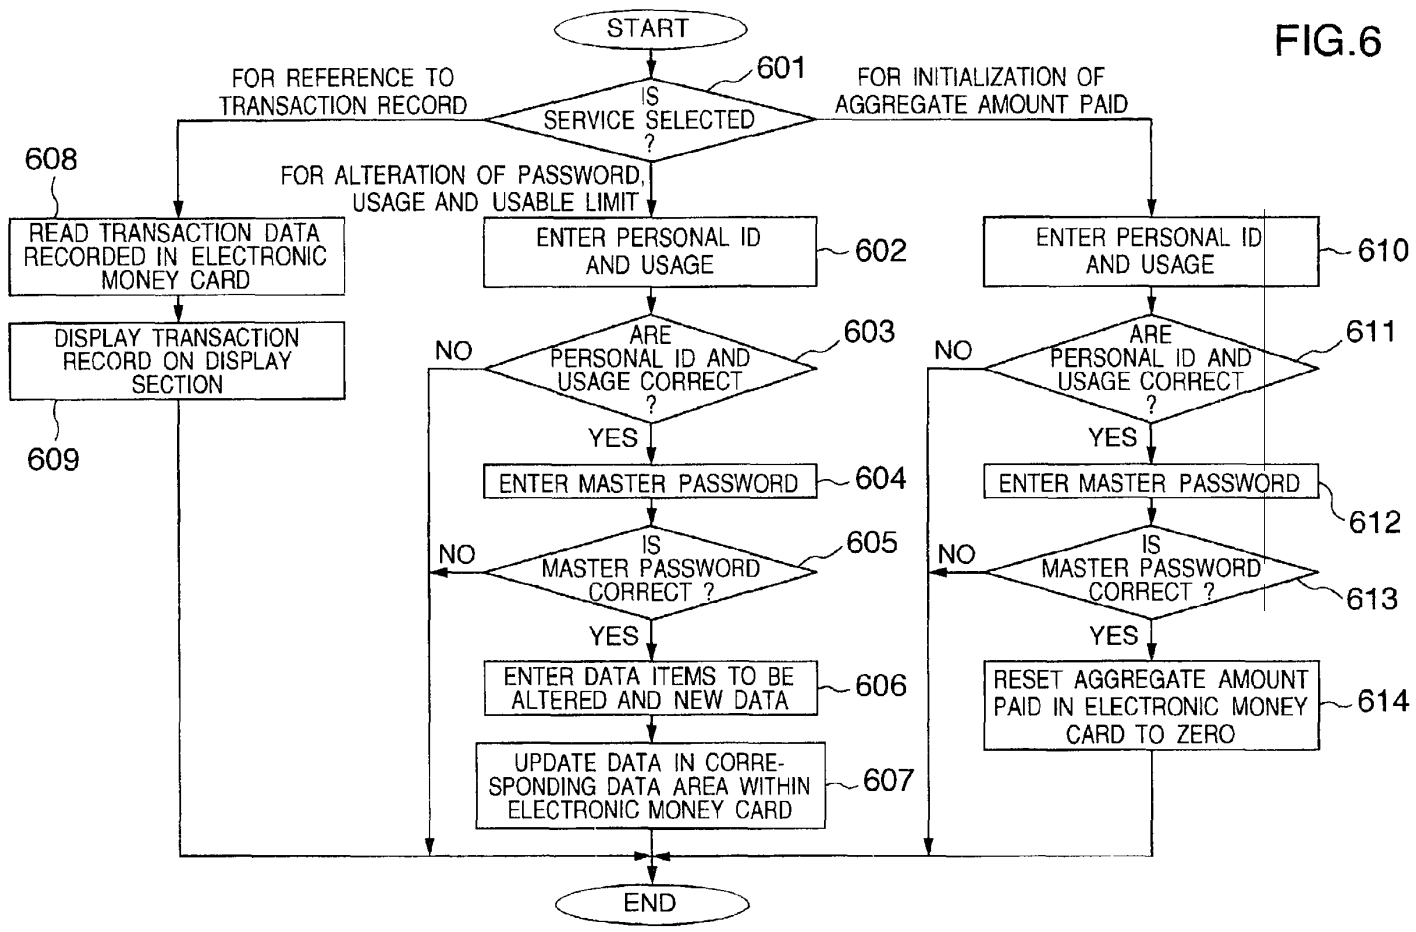 START
FIG.6
601
FOR REFERENCE TO
TRANSACTION RECORD
IS
SERVICE SELECTED
?
FOR INITIALIZATION OF
AGGREGATE AMOUNT PAID
FOR ALTERATION OF PASSWORD,
USAGE AND USABLE LIMIT
608
READ TRANSACTION DATA
RECORDED IN ELECTRONIC
MONEY CARD
DISPLAY TRANSACTION
RECORD ON DISPLAY
SECTION
609
ENTER PERSONAL ID
AND USAGE
602
ARE
PERSONAL ID AND
USAGE CORRECT
?
603
NO
YES
ENTER MASTER PASSWORD
604
IS
MASTER PASSWORD
CORRECT ?
605
NO
YES
ENTER DATA ITEMS TO BE
ALTERED AND NEW DATA
606
UPDATE DATA IN CORRE-
SPONDING DATA AREA WITHIN
ELECTRONIC MONEY CARD
607
ENTER PERSONAL ID
AND USAGE
610
ARE
PERSONAL ID AND
USAGE CORRECT
?
611
NO
YES
ENTER MASTER PASSWORD
612
IS
MASTER PASSWORD
CORRECT ?
613
NO
YES
RESET AGGREGATE AMOUNT
PAID IN ELECTRONIC MONEY
CARD TO ZERO
614
END